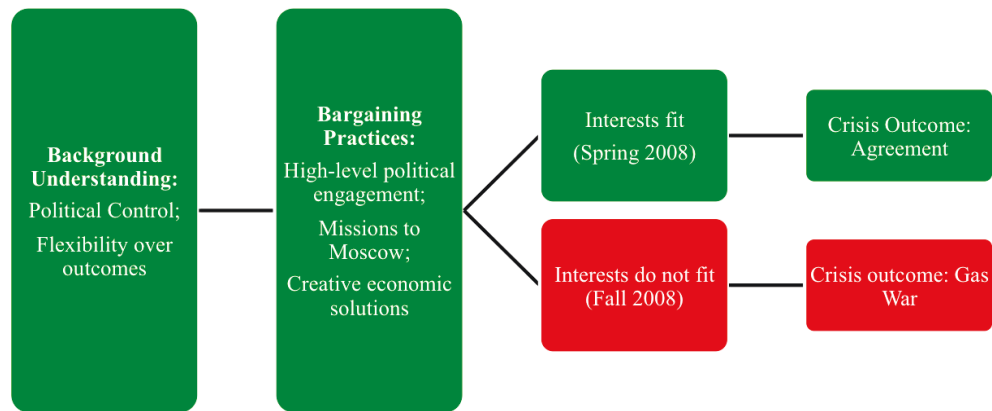 Background
Understanding:
Political Control;
Flexibility over
outcomes
Bargaining
Practices:
High-level political
engagement;
Missions to
Moscow;
Creative economic
solutions
Interests fit
(Spring 2008)
Crisis Outcome:
Agreement
Interests do not fit
(Fall 2008)
Crisis outcome: Gas
War